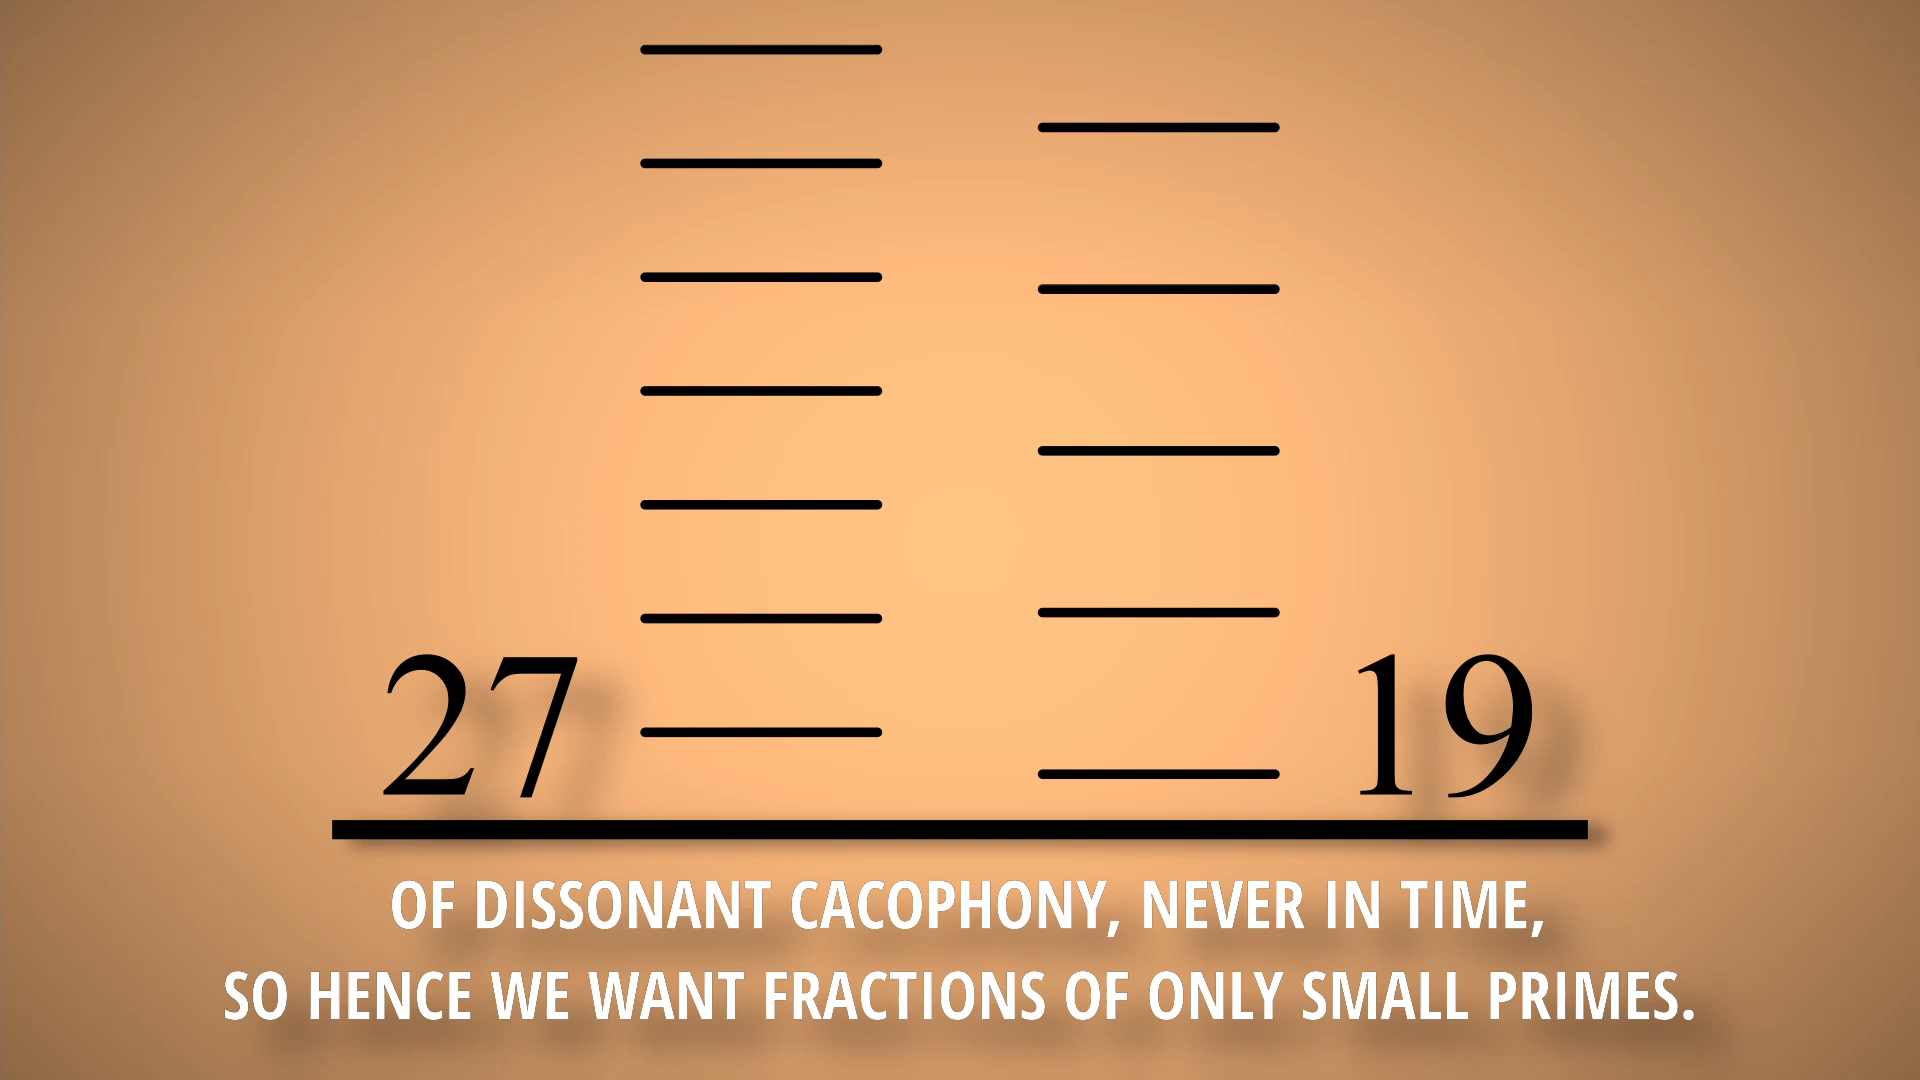 27 19
OF DISSONANT CACOPHONY, NEVER IN TIME,
SO HENCE WE WANT FRACTIONS OF ONLY SMALL PRIMES.